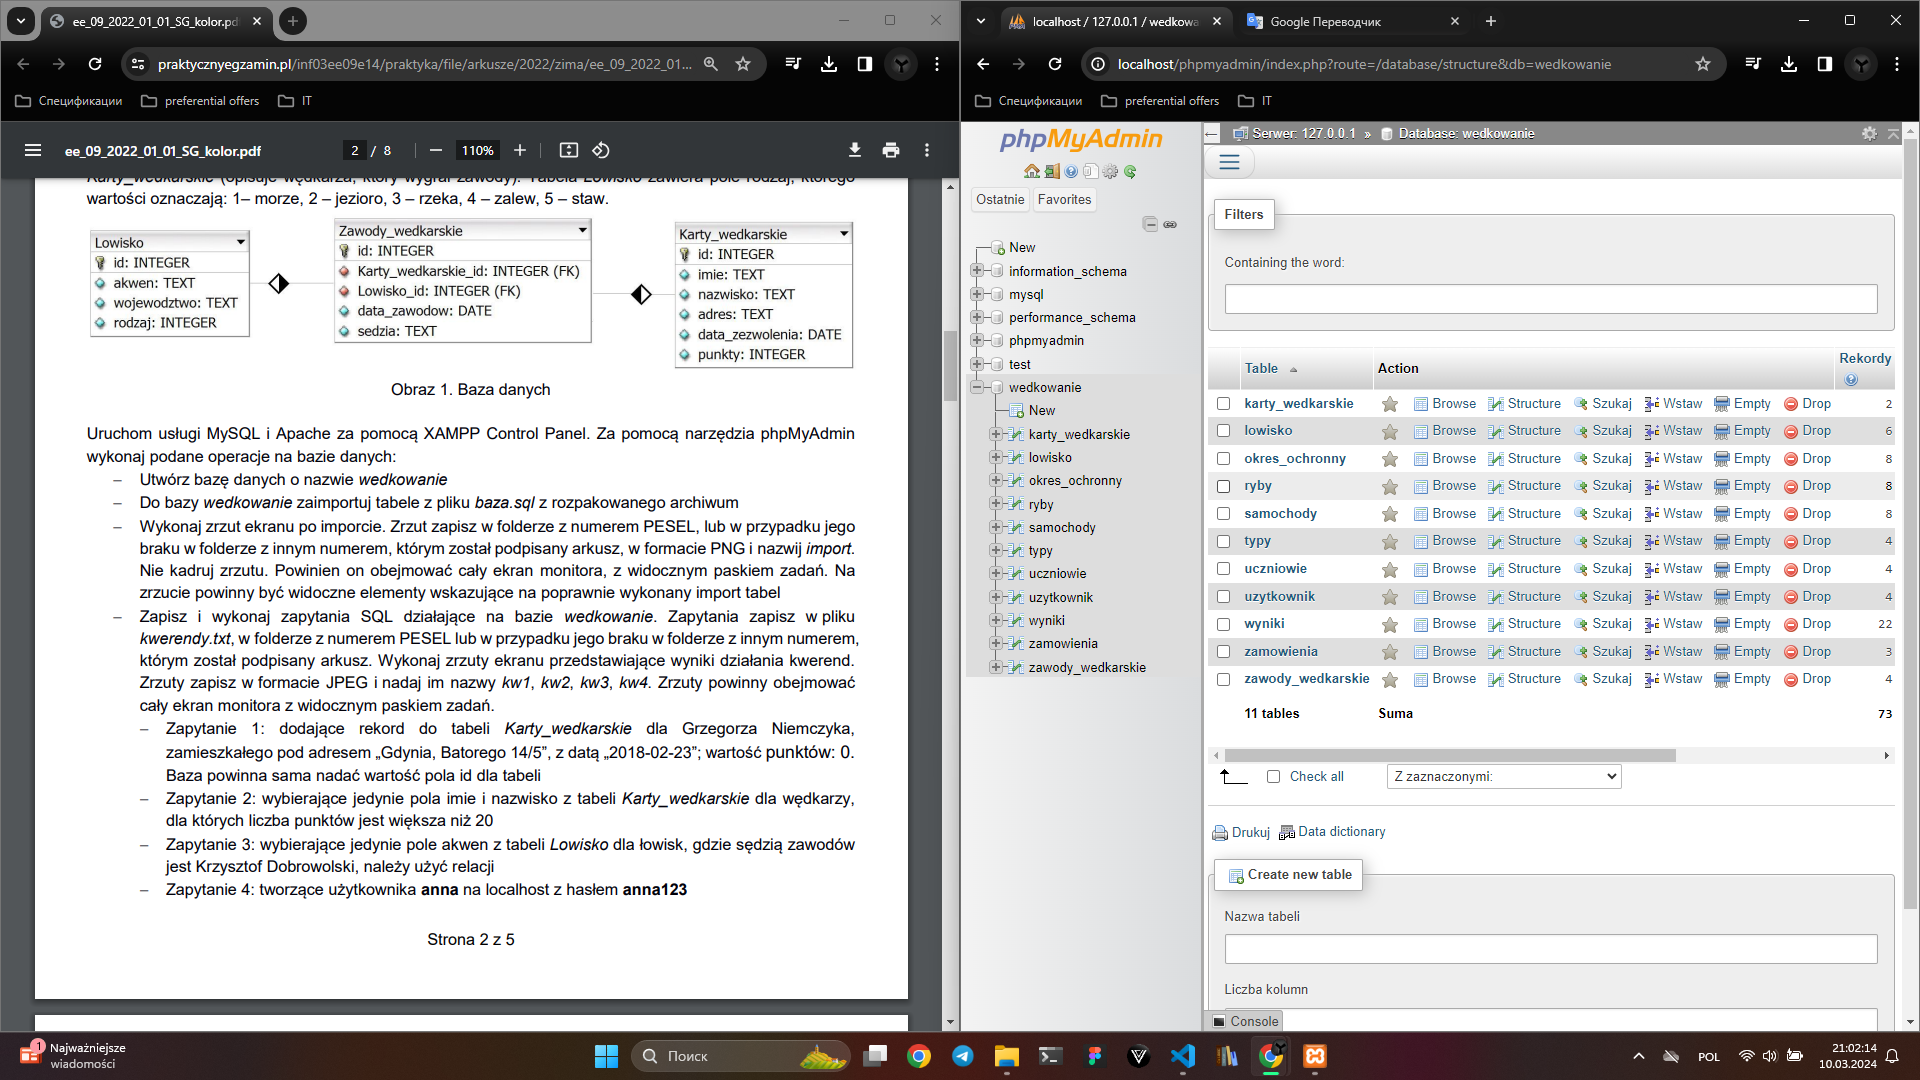 ee_09_2022_01_01_SG_kolor.pd
praktycznyegzamin.pl/inf03ee09e14/praktyka/file/arkusze/2022/zima/ee_09_2022_01...
Спецификации
preferential offers
IT
ee_09_2022_01_01_SG_kolor.pdf
2 / 8
110%
Karty_wedkarskie (opisuje wędkarza, który wygrał zawody). Tabela Lowisko zawiera pole rodzaj, którego
wartości oznaczają: 1– morze, 2 – jezioro, 3 – rzeka, 4 – zalew, 5 – staw.
Lowisko
id: INTEGER
akwen: TEXT
wojewodztwo: TEXT
rodzaj: INTEGER
Zawody_wedkarskie
id: INTEGER
Karty_wedkarskie_id: INTEGER (FK)
Lowisko_id: INTEGER (FK)
data_zawodow: DATE
sedzia: TEXT
Karty_wedkarskie
id: INTEGER
imie: TEXT
nazwisko: TEXT
adres: TEXT
data_zezwolenia: DATE
punkty: INTEGER
Obraz 1. Baza danych
Uruchom usługi MySQL i Apache za pomocą XAMPP Control Panel. Za pomocą narzędzia phpMyAdmin
wykonaj podane operacje na bazie danych:
– Utwórz bazę danych o nazwie wedkowanie
– Do bazy wedkowanie zaimportuj tabele z pliku baza.sql z rozpakowanego archiwum
– Wykonaj zrzut ekranu po imporcie. Zrzut zapisz w folderze z numerem PESEL, lub w przypadku jego
braku w folderze z innym numerem, którym został podpisany arkusz, w formacie PNG i nazwij import.
Nie kadruj zrzutu. Powinien on obejmować cały ekran monitora, z widocznym paskiem zadań. Na
zrzucie powinny być widoczne elementy wskazujące na poprawnie wykonany import tabel
– Zapisz i wykonaj zapytania SQL działające na bazie wedkowanie. Zapytania zapisz w pliku
kwerendy.txt, w folderze z numerem PESEL lub w przypadku jego braku w folderze z innym numerem,
którym został podpisany arkusz. Wykonaj zrzuty ekranu przedstawiające wyniki działania kwerend.
Zrzuty zapisz w formacie JPEG i nadaj im nazwy kw1, kw2, kw3, kw4. Zrzuty powinny obejmować
cały ekran monitora z widocznym paskiem zadań.
– Zapytanie 1: dodające rekord do tabeli Karty_wedkarskie dla Grzegorza Niemczyka,
zamieszkałego pod adresem „Gdynia, Batorego 14/5”, z datą „2018-02-23”; wartość punktów: 0.
Baza powinna sama nadać wartość pola id dla tabeli
– Zapytanie 2: wybierające jedynie pola imie i nazwisko z tabeli Karty_wedkarskie dla wędkarzy,
dla których liczba punktów jest większa niż 20
– Zapytanie 3: wybierające jedynie pole akwen z tabeli Lowisko dla łowisk, gdzie sędzią zawodów
jest Krzysztof Dobrowolski, należy użyć relacji
– Zapytanie 4: tworzące użytkownika anna na localhost z hasłem anna123
Strona 2 z 5
localhost / 127.0.0.1 / wedkowa
Google Переводчик
localhost/phpmyadmin/index.php?route=/database/structure&db=wedkowanie
Спецификации
preferential offers
IT
phpMyAdmin
Ostatnie
Favorites
New
information_schema
mysql
performance_schema
phpmyadmin
test
wedkowanie
New
karty_wedkarskie
lowisko
okres_ochronny
ryby
samochody
typy
uczniowie
uzytkownik
wyniki
zamowienia
zawody_wedkarskie
Serwer: 127.0.0.1 » Database: wedkowanie
Filters
Containing the word:
Table Action Rekordy
karty_wedkarskie Browse Structure Szukaj Wstaw Empty Drop 2
lowisko Browse Structure Szukaj Wstaw Empty Drop 6
okres_ochronny Browse Structure Szukaj Wstaw Empty Drop 8
ryby Browse Structure Szukaj Wstaw Empty Drop 8
samochody Browse Structure Szukaj Wstaw Empty Drop 8
typy Browse Structure Szukaj Wstaw Empty Drop 4
uczniowie Browse Structure Szukaj Wstaw Empty Drop 4
uzytkownik Browse Structure Szukaj Wstaw Empty Drop 4
wyniki Browse Structure Szukaj Wstaw Empty Drop 22
zamowienia Browse Structure Szukaj Wstaw Empty Drop 3
zawody_wedkarskie Browse Structure Szukaj Wstaw Empty Drop 4
11 tables Suma 73
Check all
Z zaznaczonymi:
Drukuj
Data dictionary
Create new table
Nazwa tabeli
Liczba kolumn
Console
1
Najważniejsze
wiadomości
Поиск
POL
21:02:14
10.03.2024